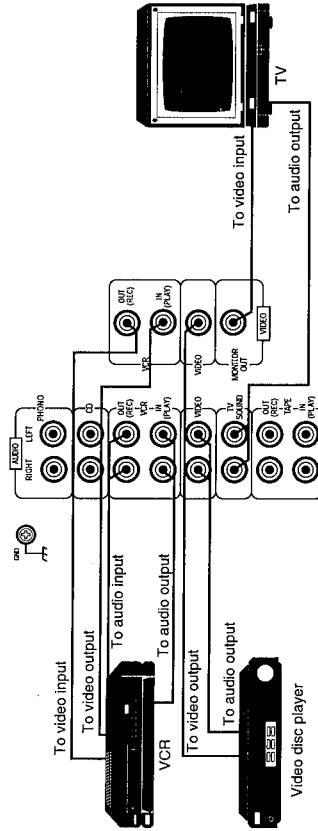 GND
AUDIO
RIGHT
LEFT
PHONO
CD
OUT
(REC)
VCR
IN
(PLAY)
VIDEO
TV
SOUND
OUT
(REC)
TAPE
IN
(PLAY)
OUT
(REC)
VCR
IN
(PLAY)
VIDEO
MONITOR
OUT
VIDEO
To video input
To video output
To audio input
To audio output
VCR
To video output
To audio output
Video disc player
To video input
To audio output
TV